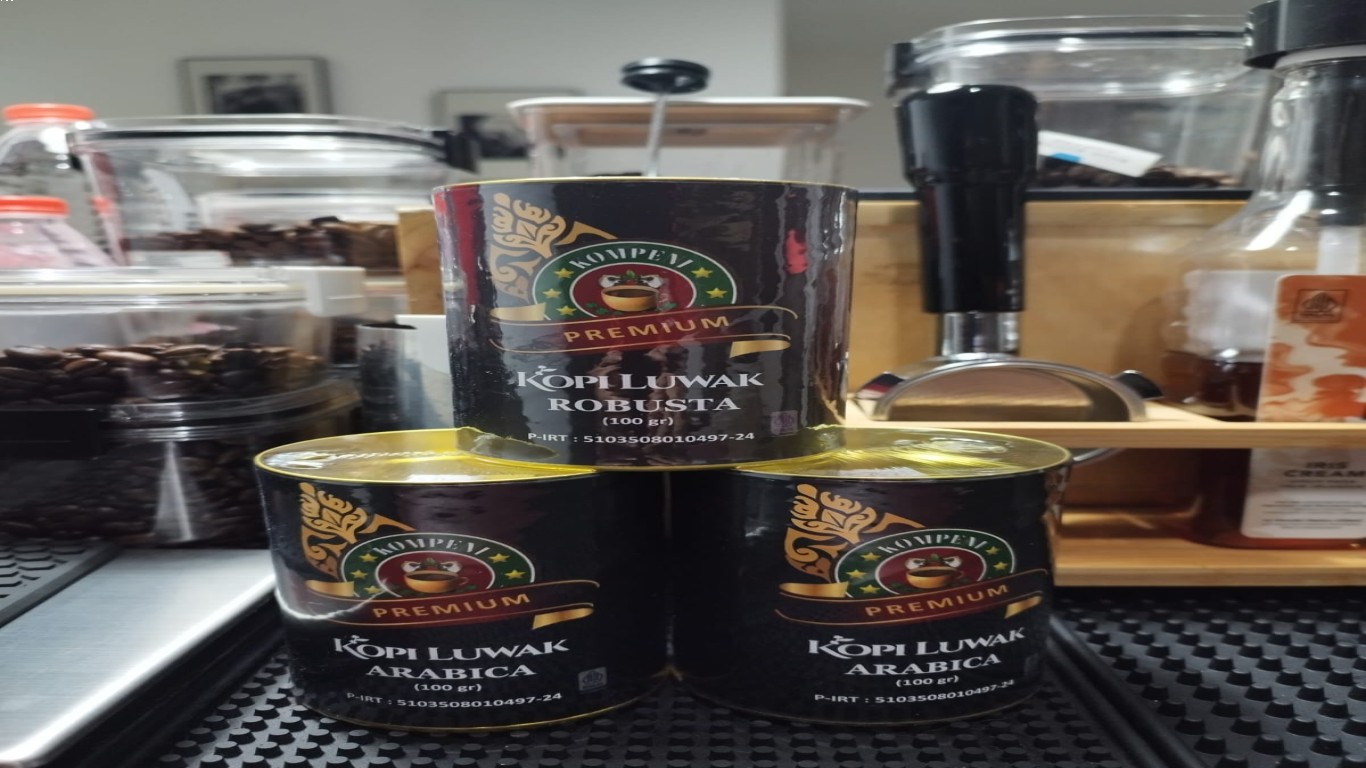 KOMPENI
PREMIUM
KOPI LUWAK
ROBUSTA
(100 gr)
P-IRT : 5103508010497-24
KOMPENI
PREMIUM
KOPI LUWAK
ARABICA
(100 gr)
P-IRT : 5103508010497-24
KOMPENI
PREMIUM
KOPI LUWAK
ARABICA
(100 gr)
P-IRT : 5103508010497-24
CREAM